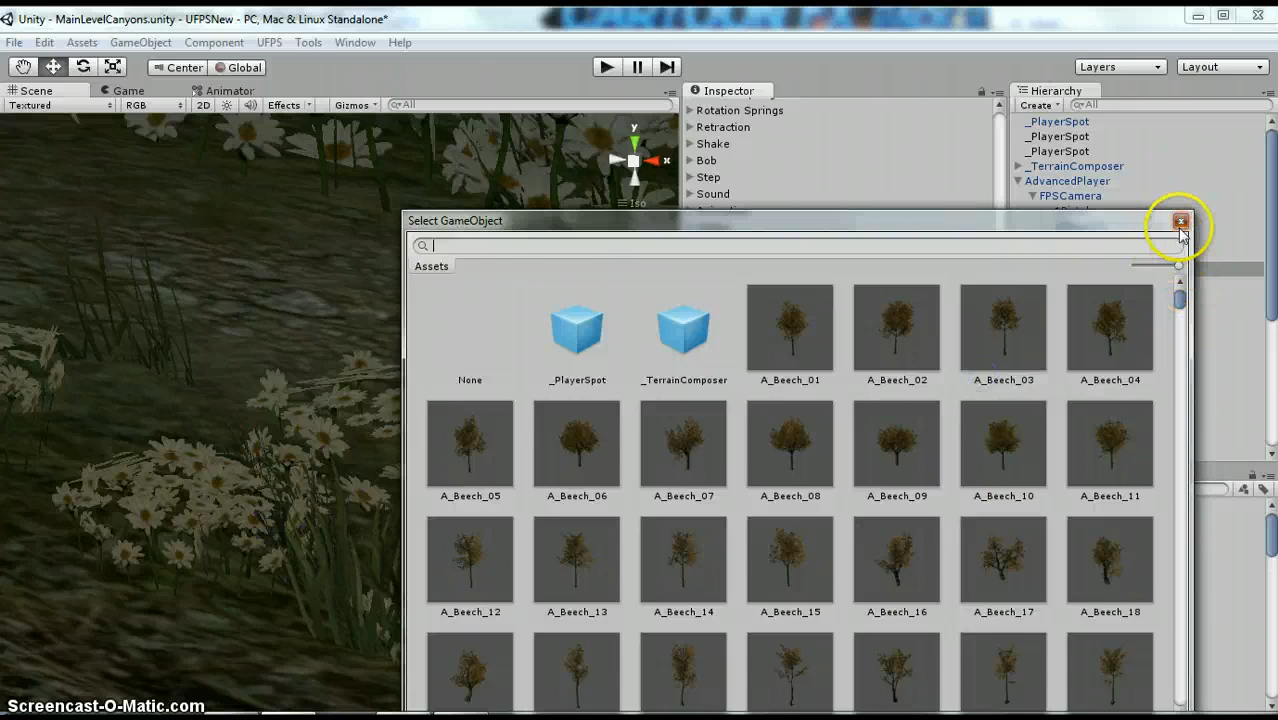 Unity - MainLevelCanyons.unity - UFPSNew - PC, Mac & Linux Standalone*
File Edit Assets GameObject Component UFPS Tools Window Help
Center Global Layers Layout
Scene Game Animator Inspector Hierarchy
Textured RGB 2D Effects Gizmos All Create All
Rotation Springs
Retraction
Shake
Bob
Step
Sound
_PlayerSpot
_PlayerSpot
_PlayerSpot
_TerrainComposer
AdvancedPlayer
FPSCamera
y
x
Iso
Select GameObject
Assets
None _PlayerSpot _TerrainComposer A_Beech_01 A_Beech_02 A_Beech_03 A_Beech_04
A_Beech_05 A_Beech_06 A_Beech_07 A_Beech_08 A_Beech_09 A_Beech_10 A_Beech_11
A_Beech_12 A_Beech_13 A_Beech_14 A_Beech_15 A_Beech_16 A_Beech_17 A_Beech_18
Screencast-O-Matic.com